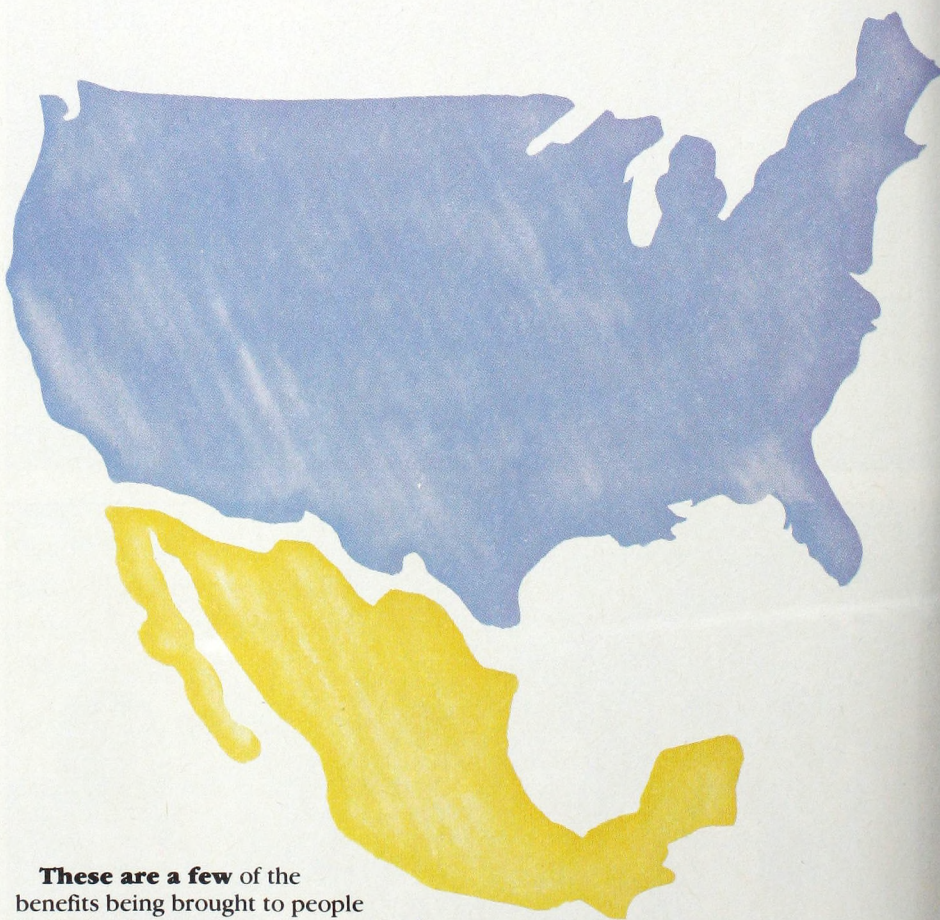 These are a few of the
benefits being brought to people